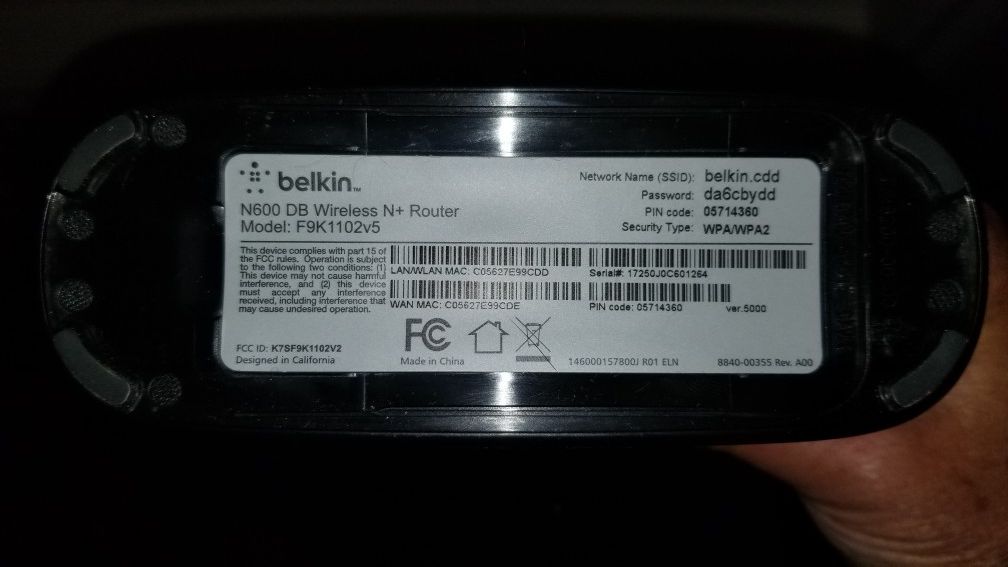 belkin™
N600 DB Wireless N+ Router
Model: F9K1102v5
Network Name (SSID): belkin.cdd
Password: da6cbydd
PIN code: 05714360
Security Type: WPA/WPA2
This device complies with part 15 of
the FCC rules. Operation is subject
to the following two conditions: (1)
This device may not cause harmful
interference, and (2) this device
must accept any interference
received, including interference that
may cause undesired operation.
LAN/WLAN MAC: C05627E99CDD
Serial#: 17250J0C601264
WAN MAC: C05627E99CDE
PIN code: 05714360
ver.5000
FCC ID: K7SF9K1102V2
Designed in California
FC
Made in China
146000157800J R01 ELN
8840-00355 Rev. A00